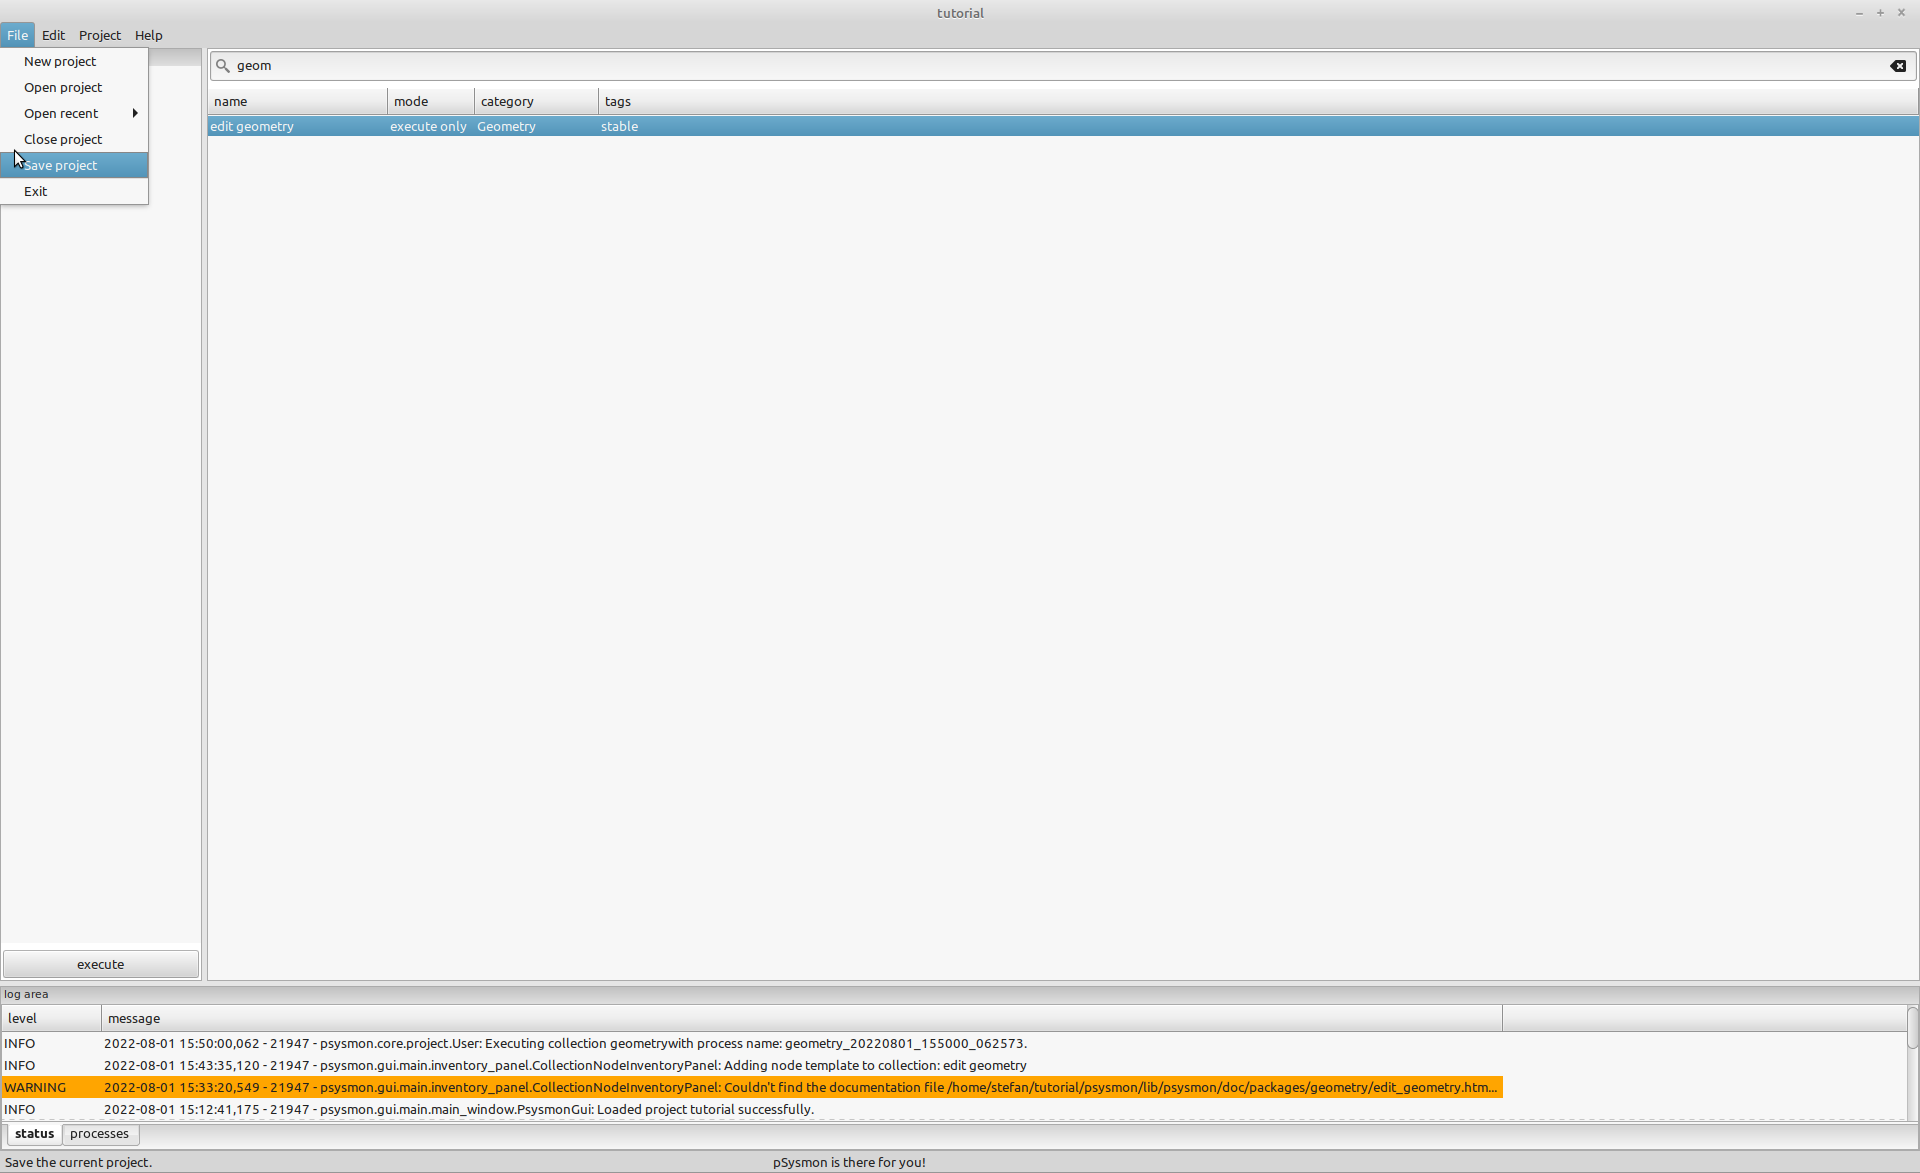 tutorial
File Edit Project Help
New project
Open project
Open recent
Close project
Save project
Exit
geom
name mode category tags
edit geometry execute only Geometry stable
execute
log area
level message
INFO 2022-08-01 15:50:00,062 - 21947 - psysmon.core.project.User: Executing collection geometrywith process name: geometry_20220801_155000_062573.
INFO 2022-08-01 15:43:35,120 - 21947 - psysmon.gui.main.inventory_panel.CollectionNodeInventoryPanel: Adding node template to collection: edit geometry
WARNING 2022-08-01 15:33:20,549 - 21947 - psysmon.gui.main.inventory_panel.CollectionNodeInventoryPanel: Couldn't find the documentation file /home/stefan/tutorial/psysmon/lib/psysmon/doc/packages/geometry/edit_geometry.htm...
INFO 2022-08-01 15:12:41,175 - 21947 - psysmon.gui.main.main_window.PsysmonGui: Loaded project tutorial successfully.
status processes
Save the current project. pSysmon is there for you!